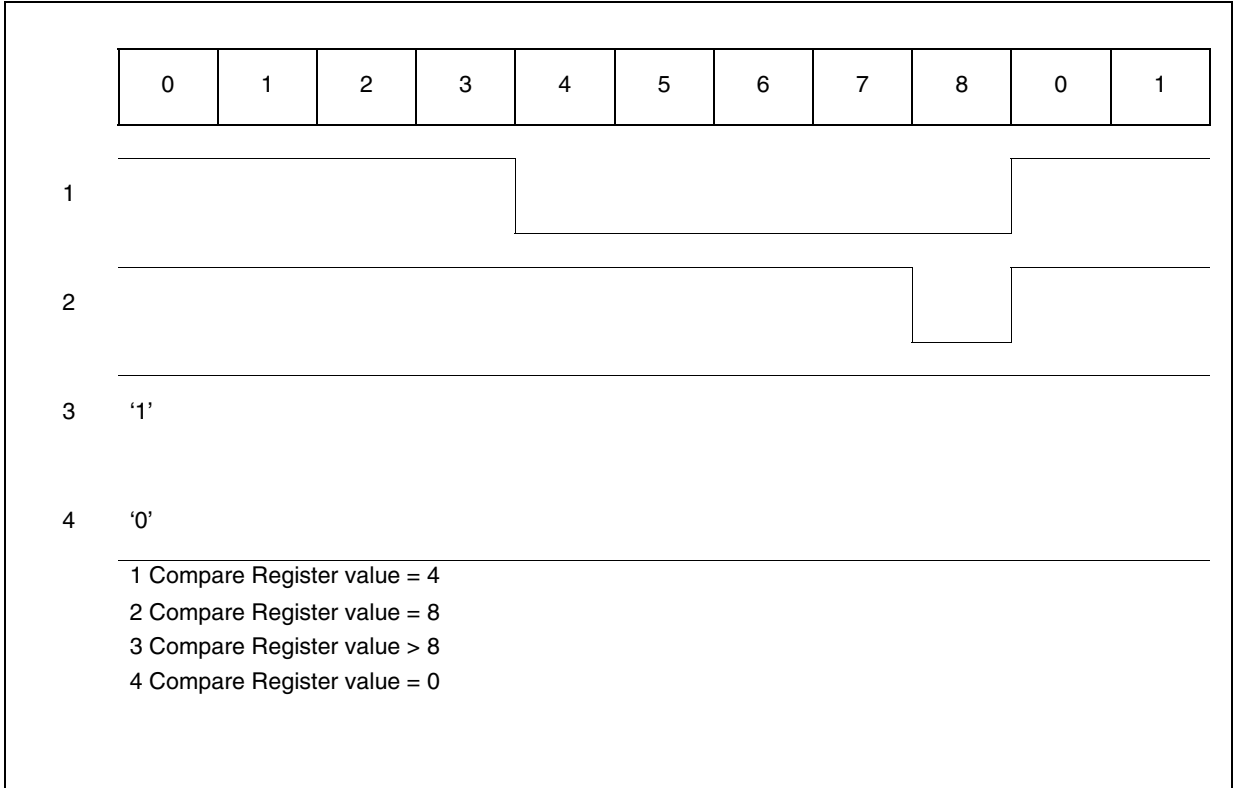 0 1 2 3 4 5 6 7 8 0 1
1
2
3 ‘1’
4 ‘0’
1 Compare Register value = 4
2 Compare Register value = 8
3 Compare Register value > 8
4 Compare Register value = 0